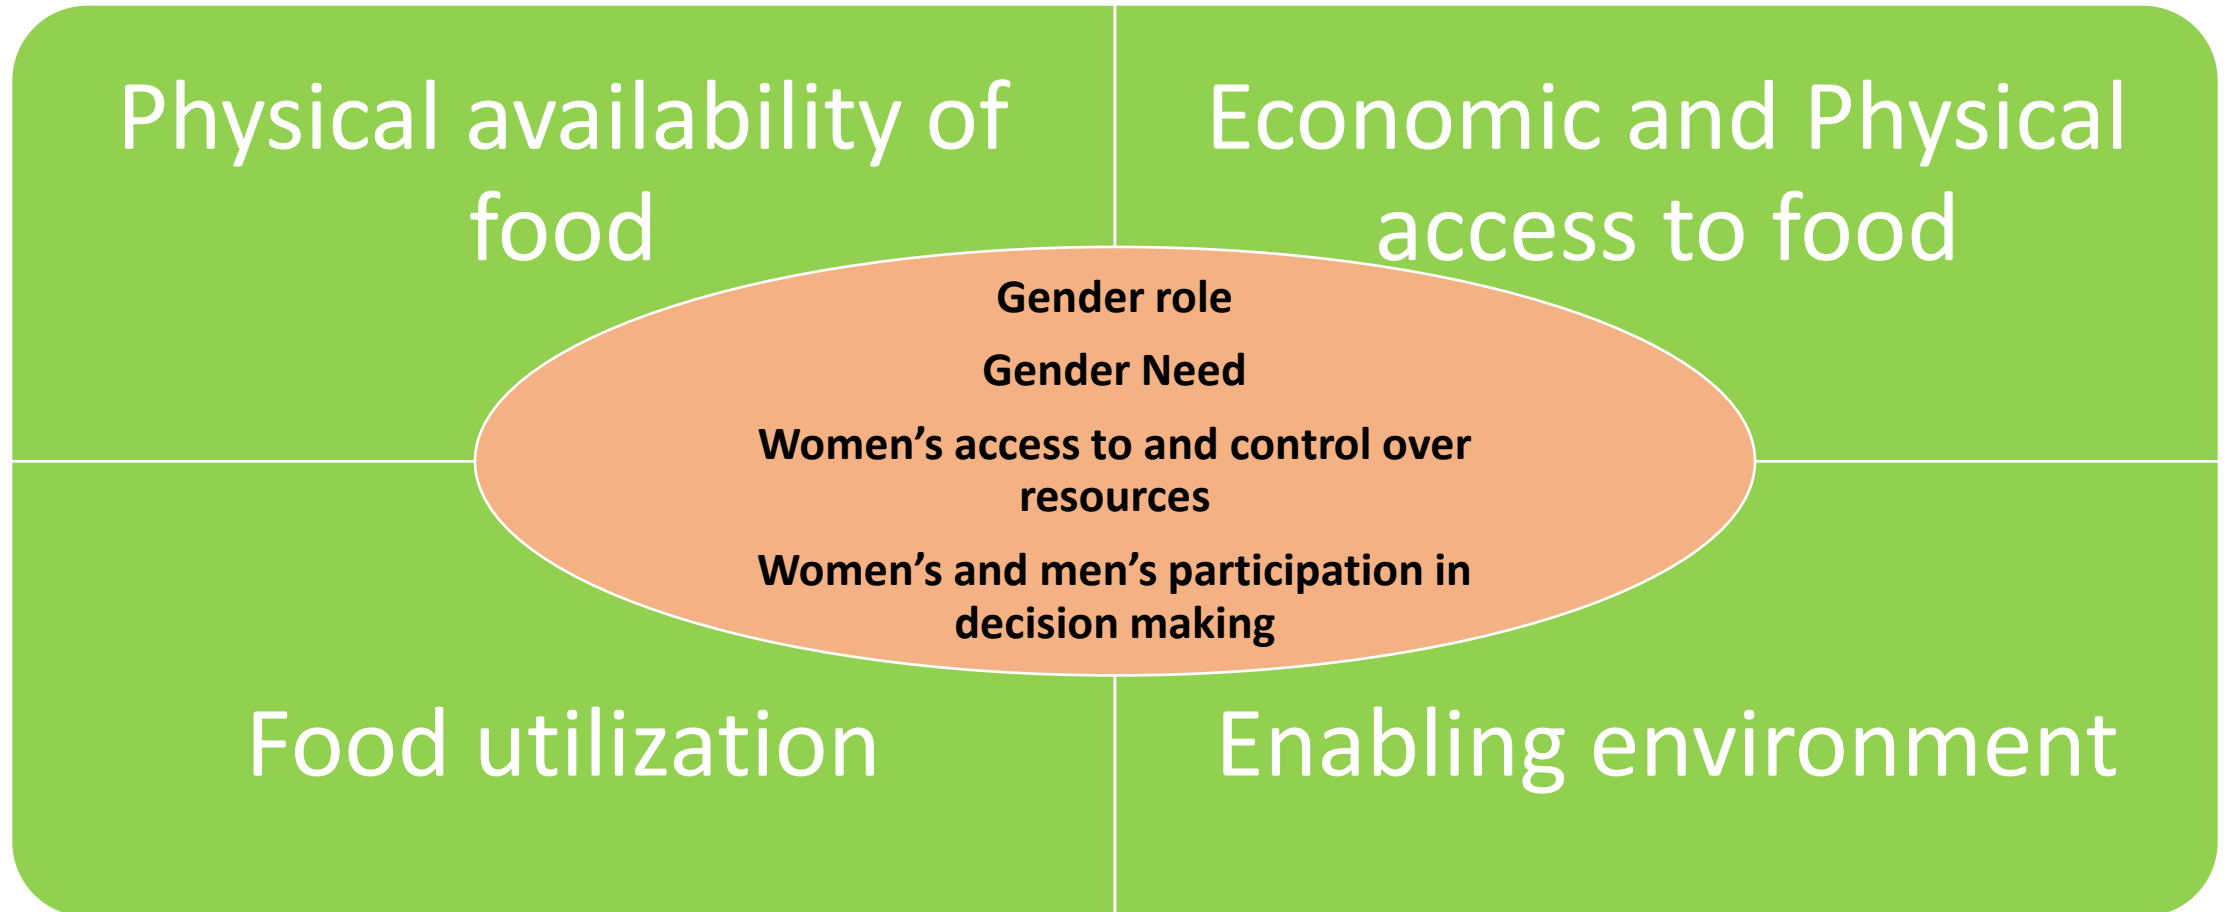 Physical availability of
food
Economic and Physical
access to food
Gender role
Gender Need
Women’s access to and control over
resources
Women’s and men’s participation in
decision making
Food utilization
Enabling environment